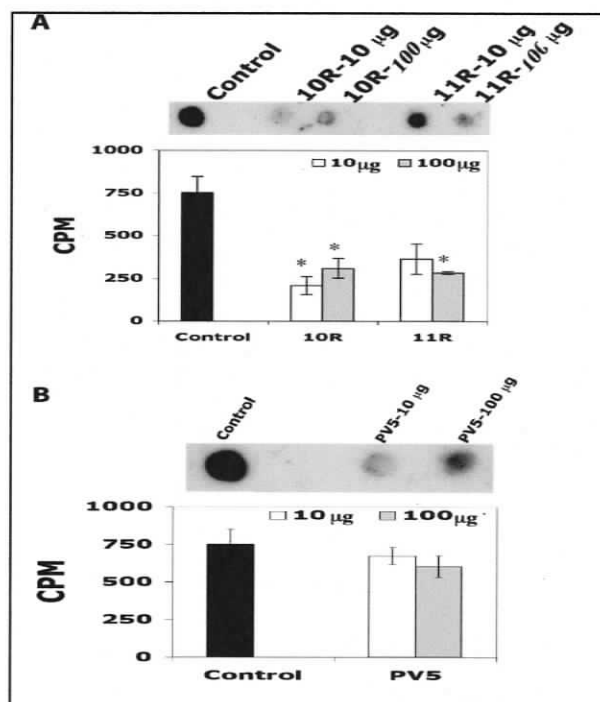 A
Control
10R-10 µg
10R-100µg
11R-10 µg
11R-106 µg
1000
10µg 100µg
750
CPM
500
* * *
250
0
Control 10R 11R
B
Control
PV5-10 µg
PV5-100 µg
1000
10µg 100µg
750
CPM
500
250
0
Control PV5